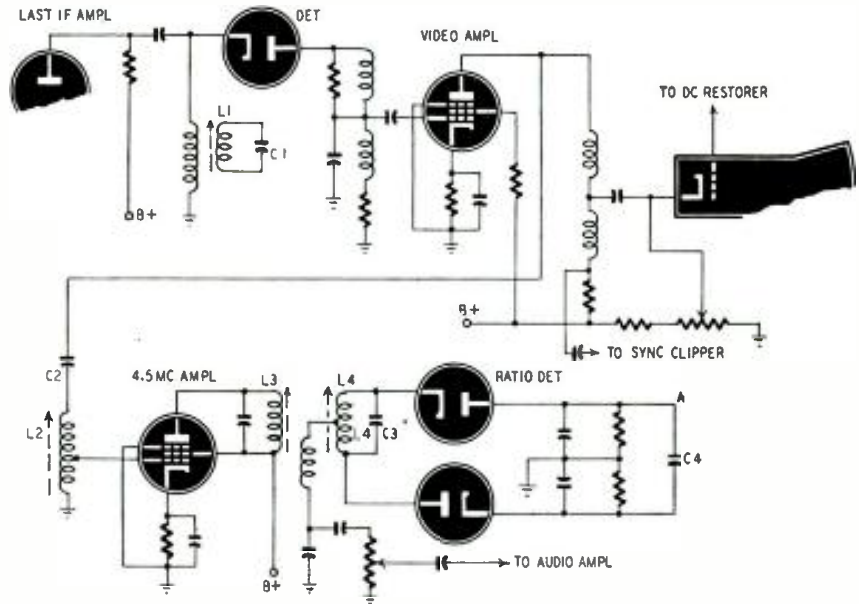 LAST IF AMPL
DET
VIDEO AMPL
TO DC RESTORER
L1
C1
B+
B+
TO SYNC CLIPPER
C2
4.5MC AMPL
L3
L4
RATIO DET
A
L2
4
C3
C4
B+
TO AUDIO AMPL